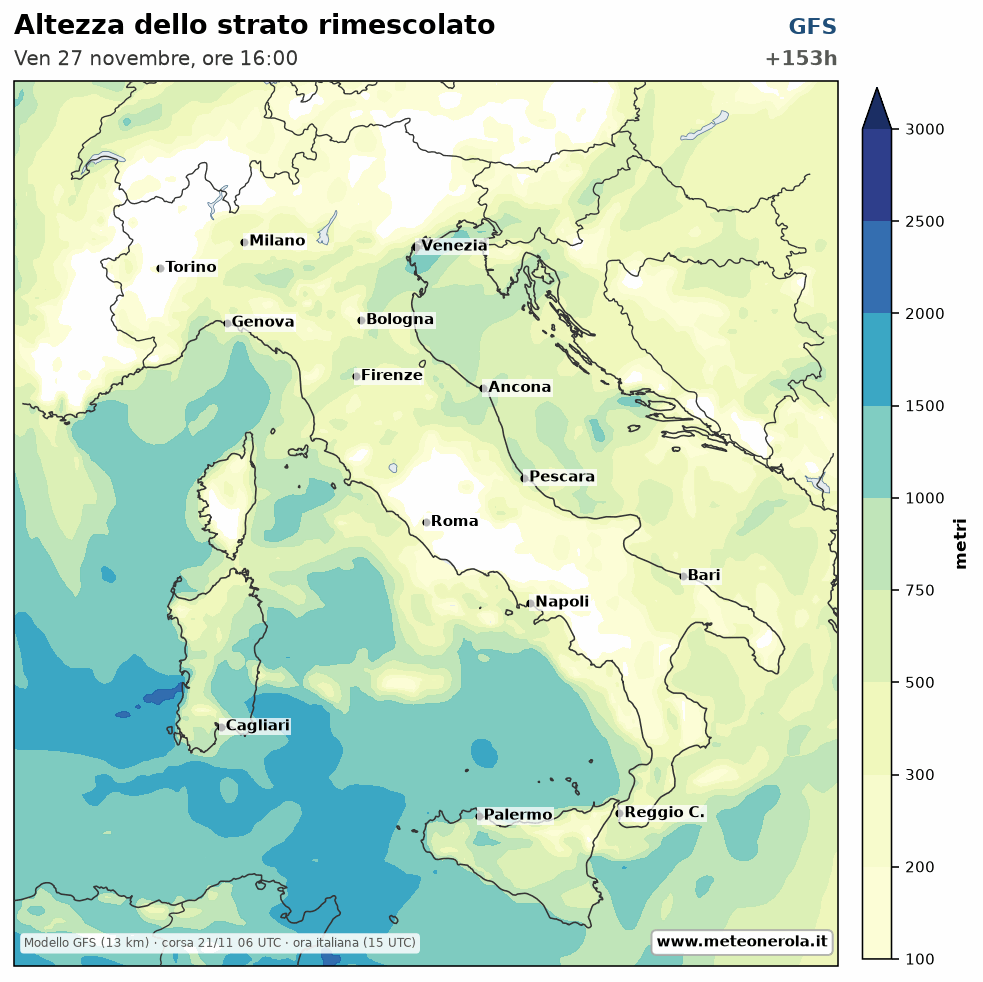 Altezza dello strato rimescolato
GFS
Ven 27 novembre, ore 16:00
+153h
3000
2500
2000
1500
1000
750
500
300
200
100
metri
Milano
Venezia
Torino
Genova
Bologna
Firenze
Ancona
Pescara
Roma
Bari
Napoli
Cagliari
Palermo
Reggio C.
Modello GFS (13 km) · corsa 21/11 06 UTC · ora italiana (15 UTC)
www.meteonerola.it